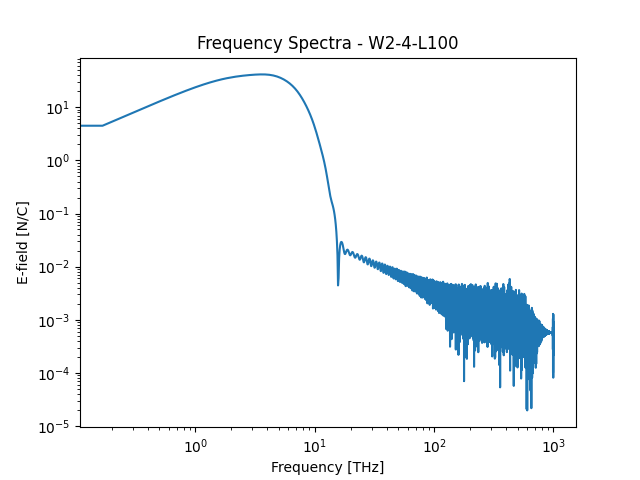 Frequency Spectra - W2-4-L100
E-field [N/C]
10¹
10⁰
10⁻¹
10⁻²
10⁻³
10⁻⁴
10⁻⁵
10⁰ 10¹ 10² 10³
Frequency [THz]